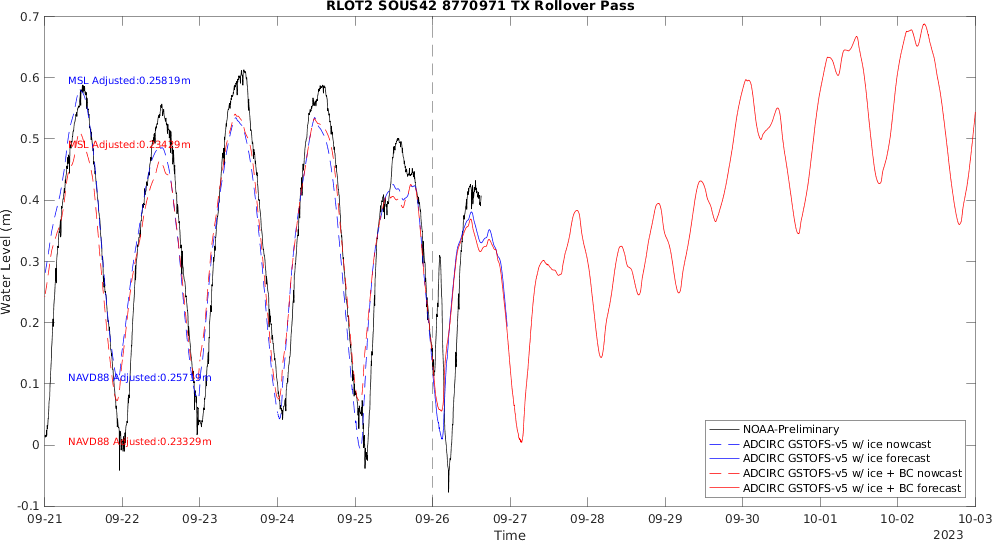 RLOT2 SOUS42 8770971 TX Rollover Pass
0.7
0.6
0.5
0.4
0.3
0.2
0.1
0
-0.1
Water Level (m)
MSL Adjusted:0.25819m
MSL Adjusted:0.23429m
NAVD88 Adjusted:0.25719m
NAVD88 Adjusted:0.23329m
NOAA-Preliminary
ADCIRC GSTOFS-v5 w/ ice nowcast
ADCIRC GSTOFS-v5 w/ ice forecast
ADCIRC GSTOFS-v5 w/ ice + BC nowcast
ADCIRC GSTOFS-v5 w/ ice + BC forecast
09-21 09-22 09-23 09-24 09-25 09-26 09-27 09-28 09-29 09-30 10-01 10-02 10-03
Time
2023